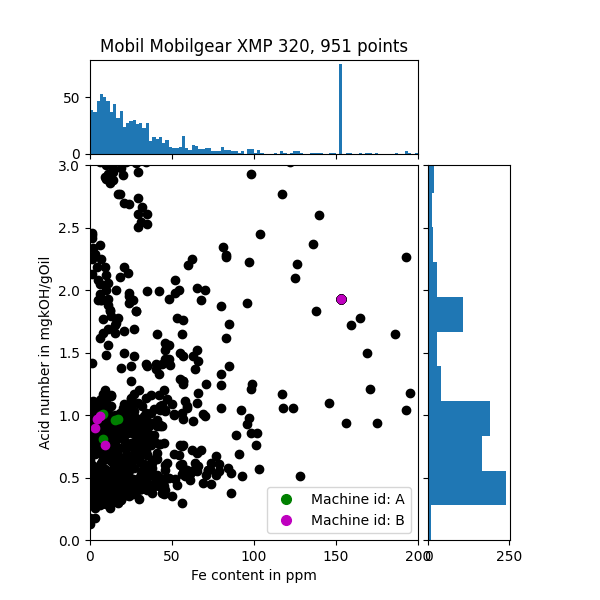 Mobil Mobilgear XMP 320, 951 points
50
0
3.0
2.5
2.0
1.5
1.0
0.5
0.0
Acid number in mgkOH/gOil
Machine id: A
Machine id: B
0 50 100 150 200 0 250
Fe content in ppm